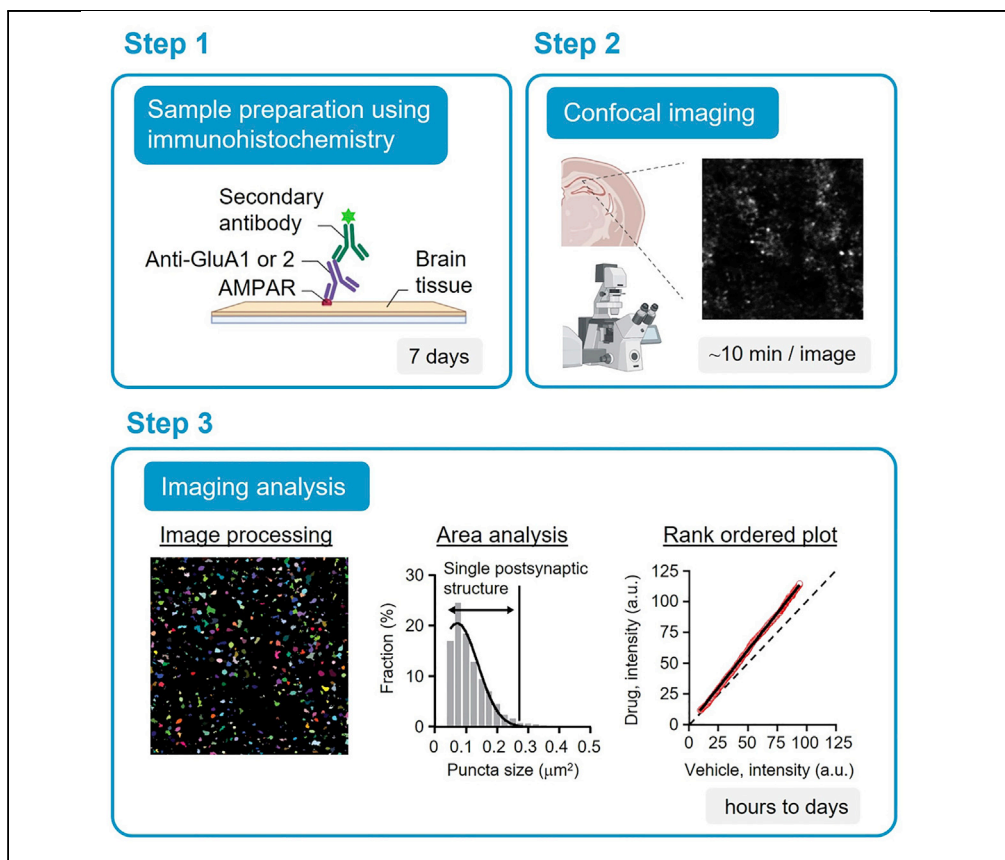 Step 1
Sample preparation using
immunohistochemistry
Secondary
antibody
Anti-GluA1 or 2
AMPAR
Brain
tissue
7 days
Step 2
Confocal imaging
~10 min / image
Step 3
Imaging analysis
Image processing
Area analysis
Single postsynaptic
structure
Fraction (%)
30
20
10
0
0 0.1 0.2 0.3 0.4 0.5
Puncta size (μm²)
Rank ordered plot
Drug, intensity (a.u.)
125
100
75
50
25
0
0 25 50 75 100 125
Vehicle, intensity (a.u.)
hours to days